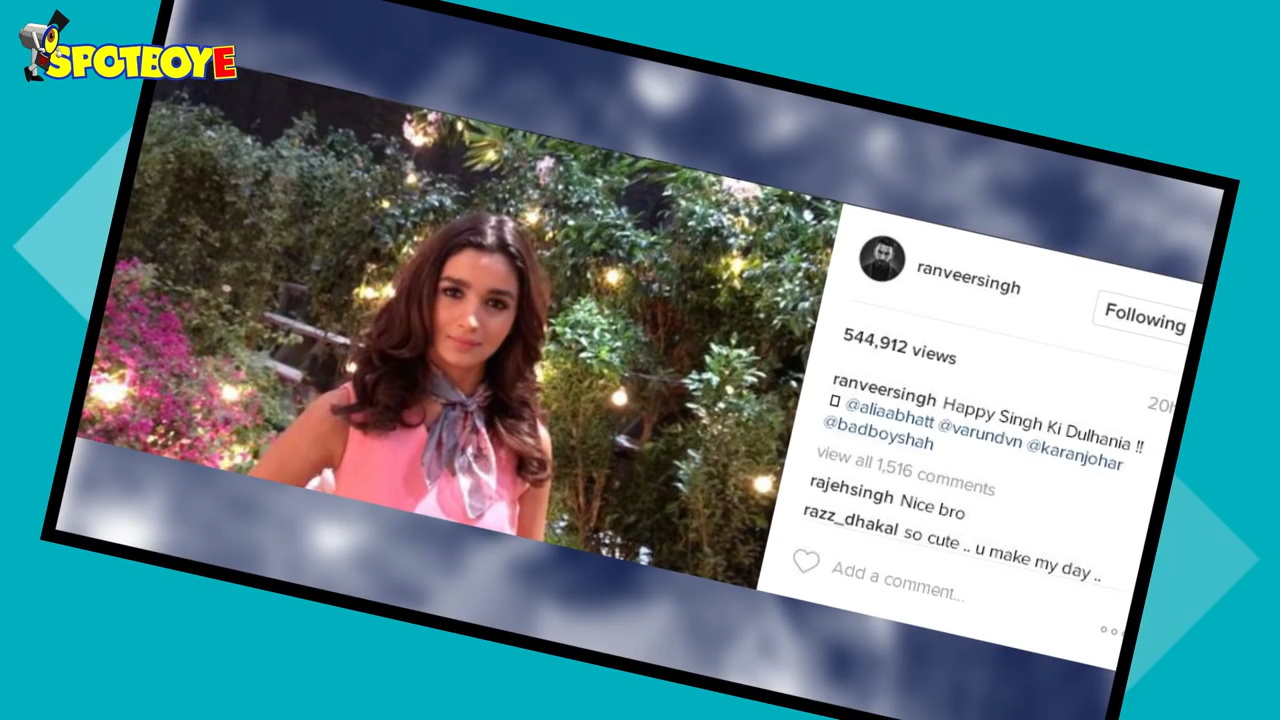 SPOTBOYE
ranveersingh
Following
544,912 views
20h
ranveersingh Happy Singh Ki Dulhania !!
@aliaabhatt @varundvn @karanjohar
@badboyshah
view all 1,516 comments
rajehsingh Nice bro
razz_dhakal so cute .. u make my day ..
Add a comment...